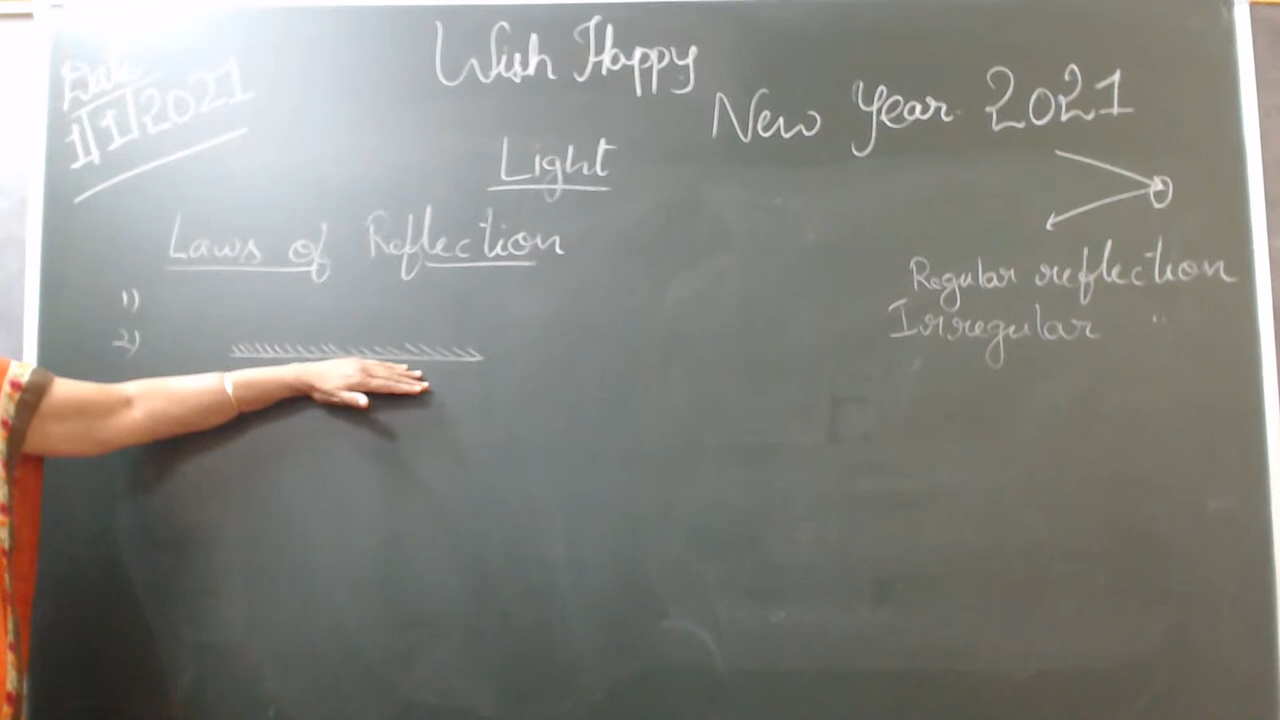 Date
1/1/2021
Wish Happy
New Year 2021
Light
Laws of Reflection
1)
2)
Regular reflection
Irregular "